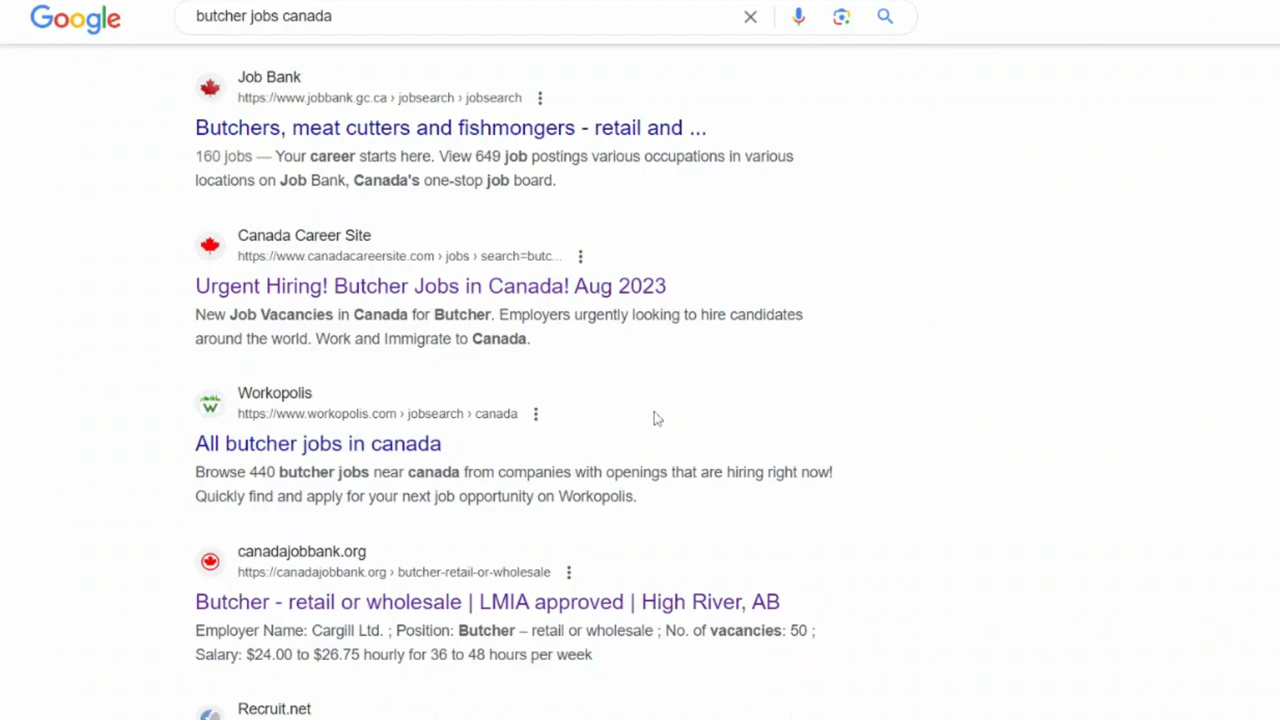 Google
butcher jobs canada
Job Bank
https://www.jobbank.gc.ca › jobsearch › jobsearch
Butchers, meat cutters and fishmongers - retail and ...
160 jobs — Your career starts here. View 649 job postings various occupations in various
locations on Job Bank, Canada's one-stop job board.
Canada Career Site
https://www.canadacareersite.com › jobs › search=butc...
Urgent Hiring! Butcher Jobs in Canada! Aug 2023
New Job Vacancies in Canada for Butcher. Employers urgently looking to hire candidates
around the world. Work and Immigrate to Canada.
Workopolis
https://www.workopolis.com › jobsearch › canada
All butcher jobs in canada
Browse 440 butcher jobs near canada from companies with openings that are hiring right now!
Quickly find and apply for your next job opportunity on Workopolis.
canadajobbank.org
https://canadajobbank.org › butcher-retail-or-wholesale
Butcher - retail or wholesale | LMIA approved | High River, AB
Employer Name: Cargill Ltd. ; Position: Butcher – retail or wholesale ; No. of vacancies: 50 ;
Salary: $24.00 to $26.75 hourly for 36 to 48 hours per week
Recruit.net